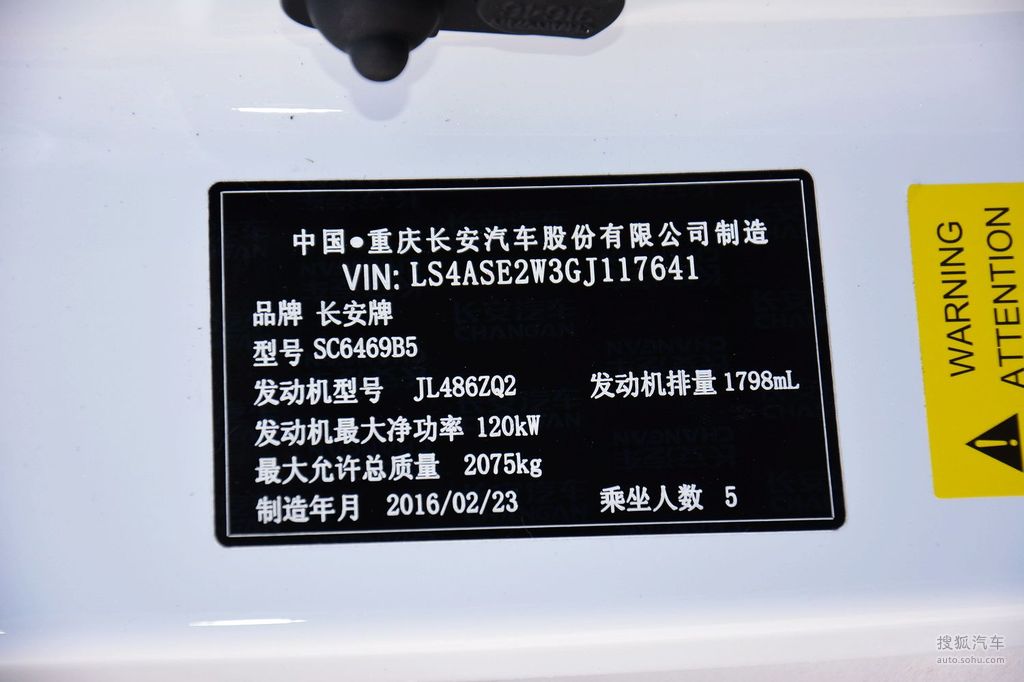 中国●重庆长安汽车股份有限公司制造
VIN: LS4ASE2W3GJ117641
品牌 长安牌
型号 SC6469B5
发动机型号 JL486ZQ2 发动机排量 1798mL
发动机最大净功率 120kW
最大允许总质量 2075kg
制造年月 2016/02/23 乘坐人数 5
WARNING
ATTENTION
搜狐汽车
auto.sohu.com